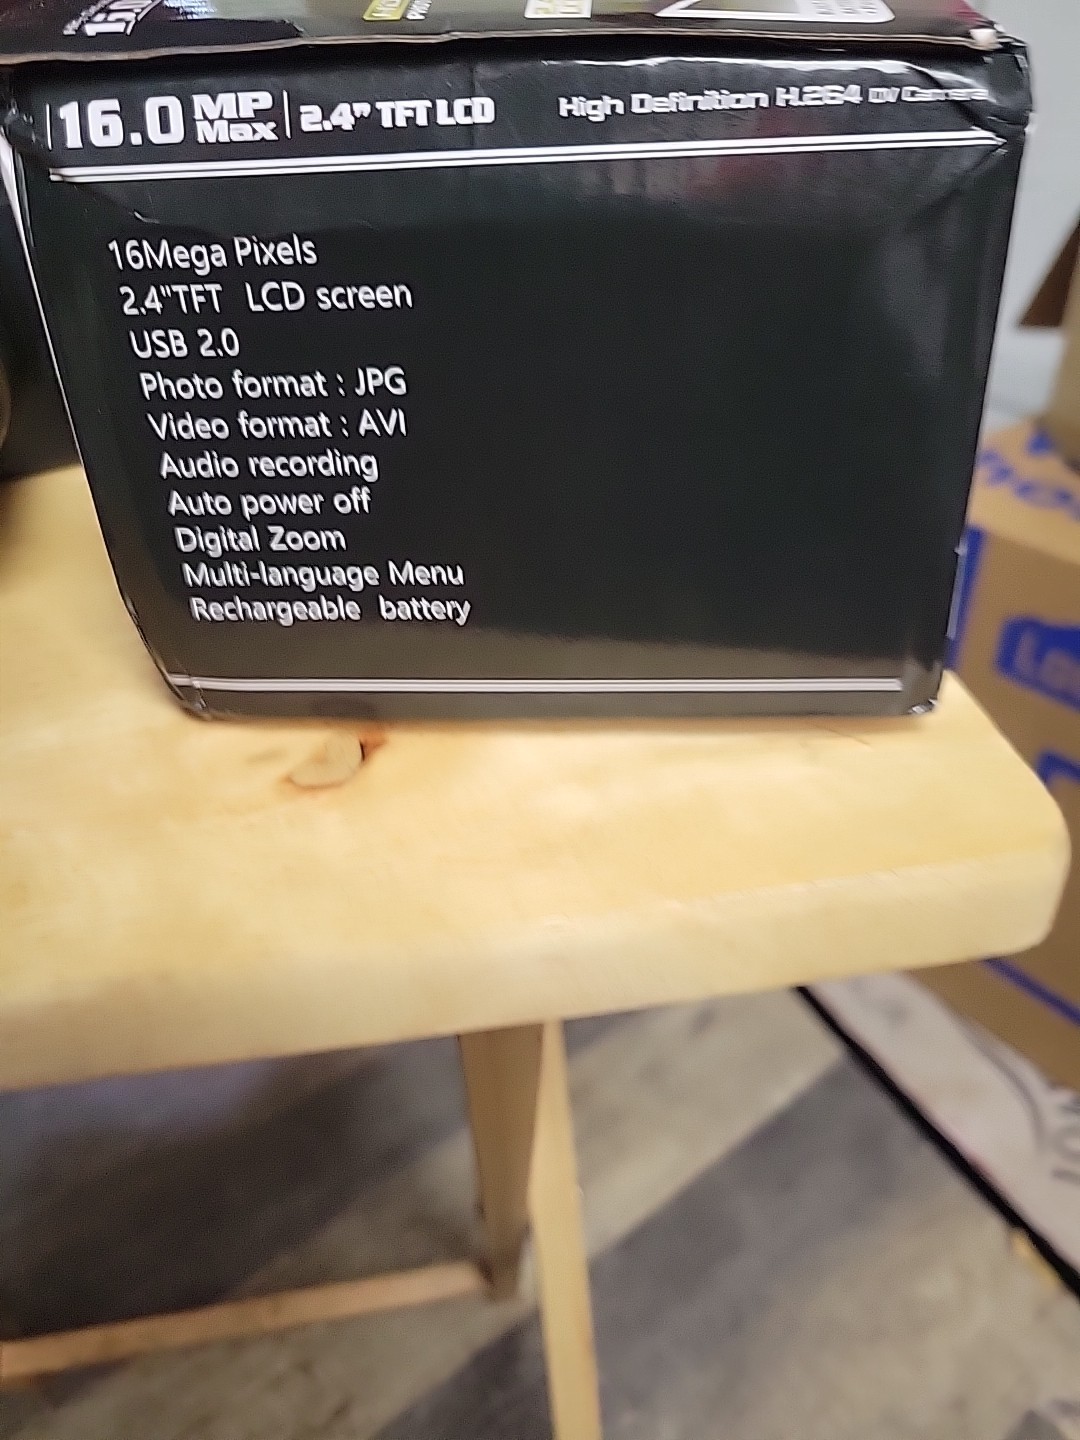 16.0 MP Max 2.4" TFT LCD High Definition H.264 DV Camera
16Mega Pixels
2.4"TFT LCD screen
USB 2.0
Photo format : JPG
Video format : AVI
Audio recording
Auto power off
Digital Zoom
Multi-language Menu
Rechargeable battery